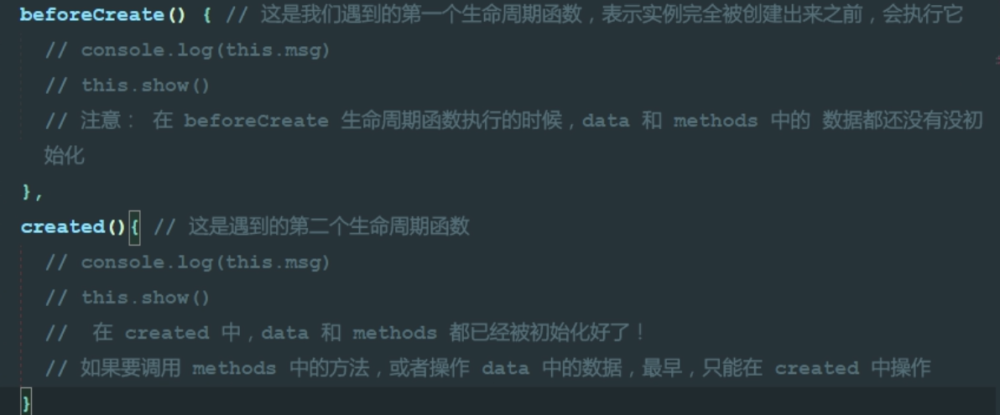 beforeCreate() { // 这是我们遇到的第一个生命周期函数，表示实例完全被创建出来之前，会执行它
// console.log(this.msg)
// this.show()
// 注意： 在 beforeCreate 生命周期函数执行的时候，data 和 methods 中的 数据都还没有没初
始化
},
created(){ // 这是遇到的第二个生命周期函数
// console.log(this.msg)
// this.show()
//  在 created 中，data 和 methods 都已经被初始化好了！
// 如果要调用 methods 中的方法，或者操作 data 中的数据，最早，只能在 created 中操作
}